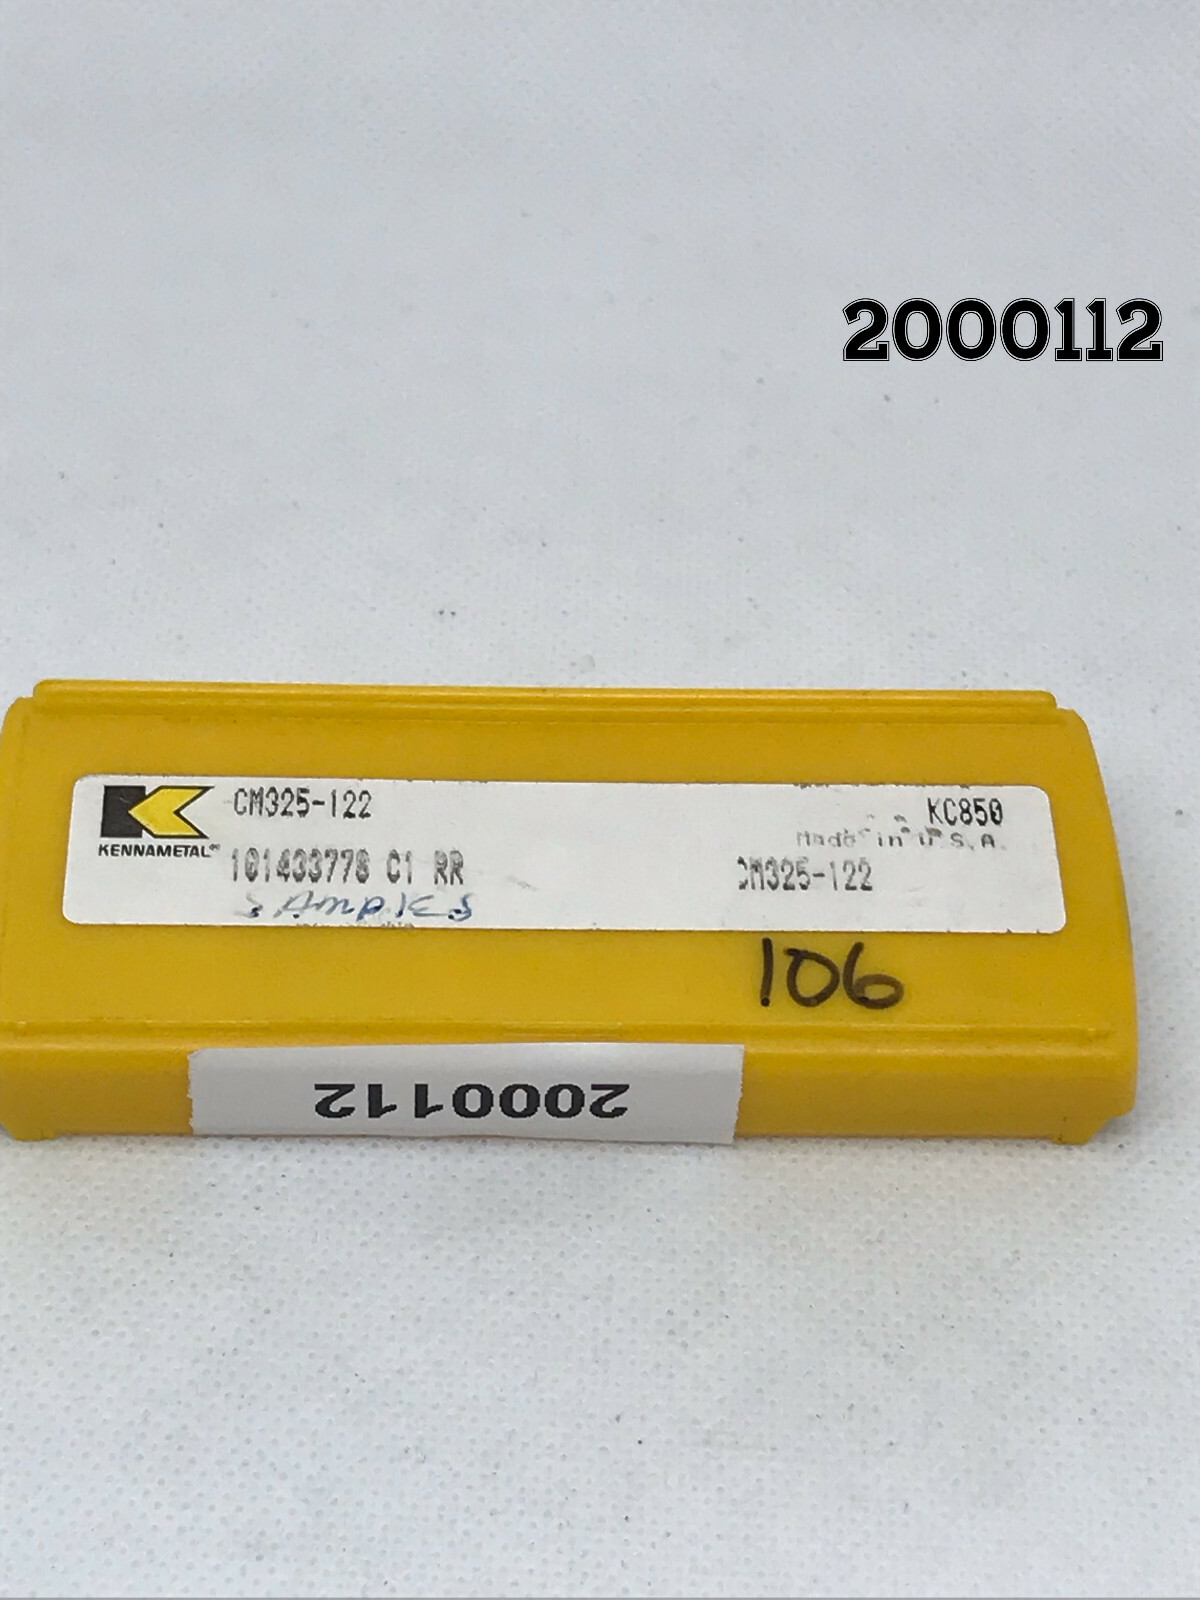 2000112
CM325-122
KC850
KENNAMETAL
Made in U.S.A.
101433778 C1 RR
CM325-122
SAMPLES
106
2000112